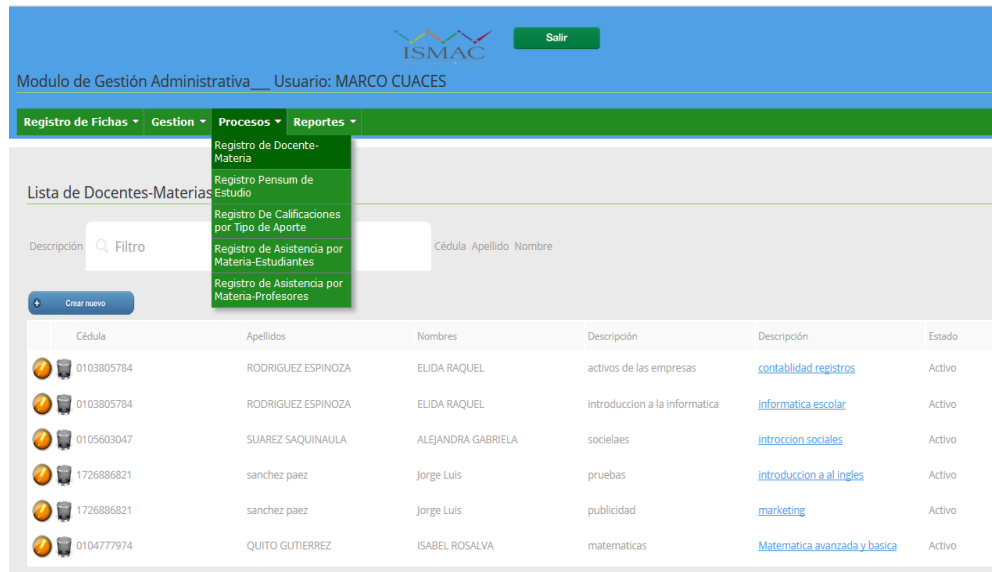 ISMAC
Salir
Modulo de Gestión Administrativa___ Usuario: MARCO CUACES
Registro de Fichas Gestion Procesos Reportes
Registro de Docente-
Materia
Registro Pensum de
Estudio
Registro De Calificaciones
por Tipo de Aporte
Registro de Asistencia por
Materia-Estudiantes
Registro de Asistencia por
Materia-Profesores
Lista de Docentes-Materias
Descripción Filtro Cédula Apellido Nombre
Crear nuevo
Cédula Apellidos Nombres Descripción Descripción Estado
0103805784 RODRIGUEZ ESPINOZA ELIDA RAQUEL activos de las empresas contablidad registros Activo
0103805784 RODRIGUEZ ESPINOZA ELIDA RAQUEL introduccion a la informatica informatica escolar Activo
0105603047 SUAREZ SAQUINAULA ALEJANDRA GABRIELA socielaes introccion sociales Activo
1726886821 sanchez paez Jorge Luis pruebas introduccion a al ingles Activo
1726886821 sanchez paez Jorge Luis publicidad marketing Activo
0104777974 QUITO GUTIERREZ ISABEL ROSALVA matematicas Matematica avanzada y basica Activo